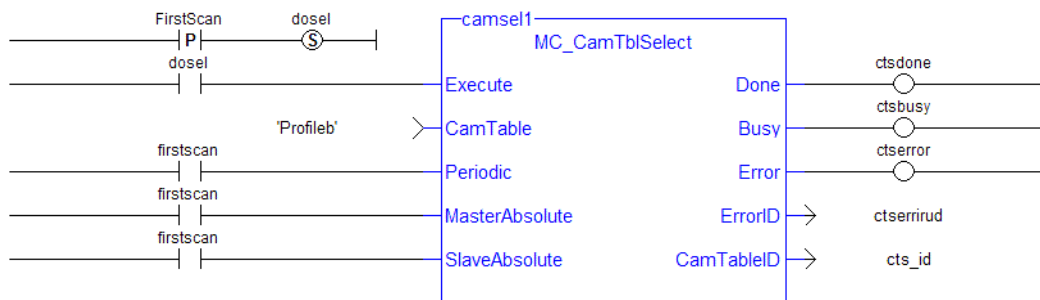 FirstScan dosel
P S
camsel1
MC_CamTblSelect
dosel
Execute Done ctsdone
'Profileb' CamTable Busy ctsbusy
firstscan Periodic Error ctserror
firstscan MasterAbsolute ErrorID ctserrirud
firstscan SlaveAbsolute CamTableID cts_id